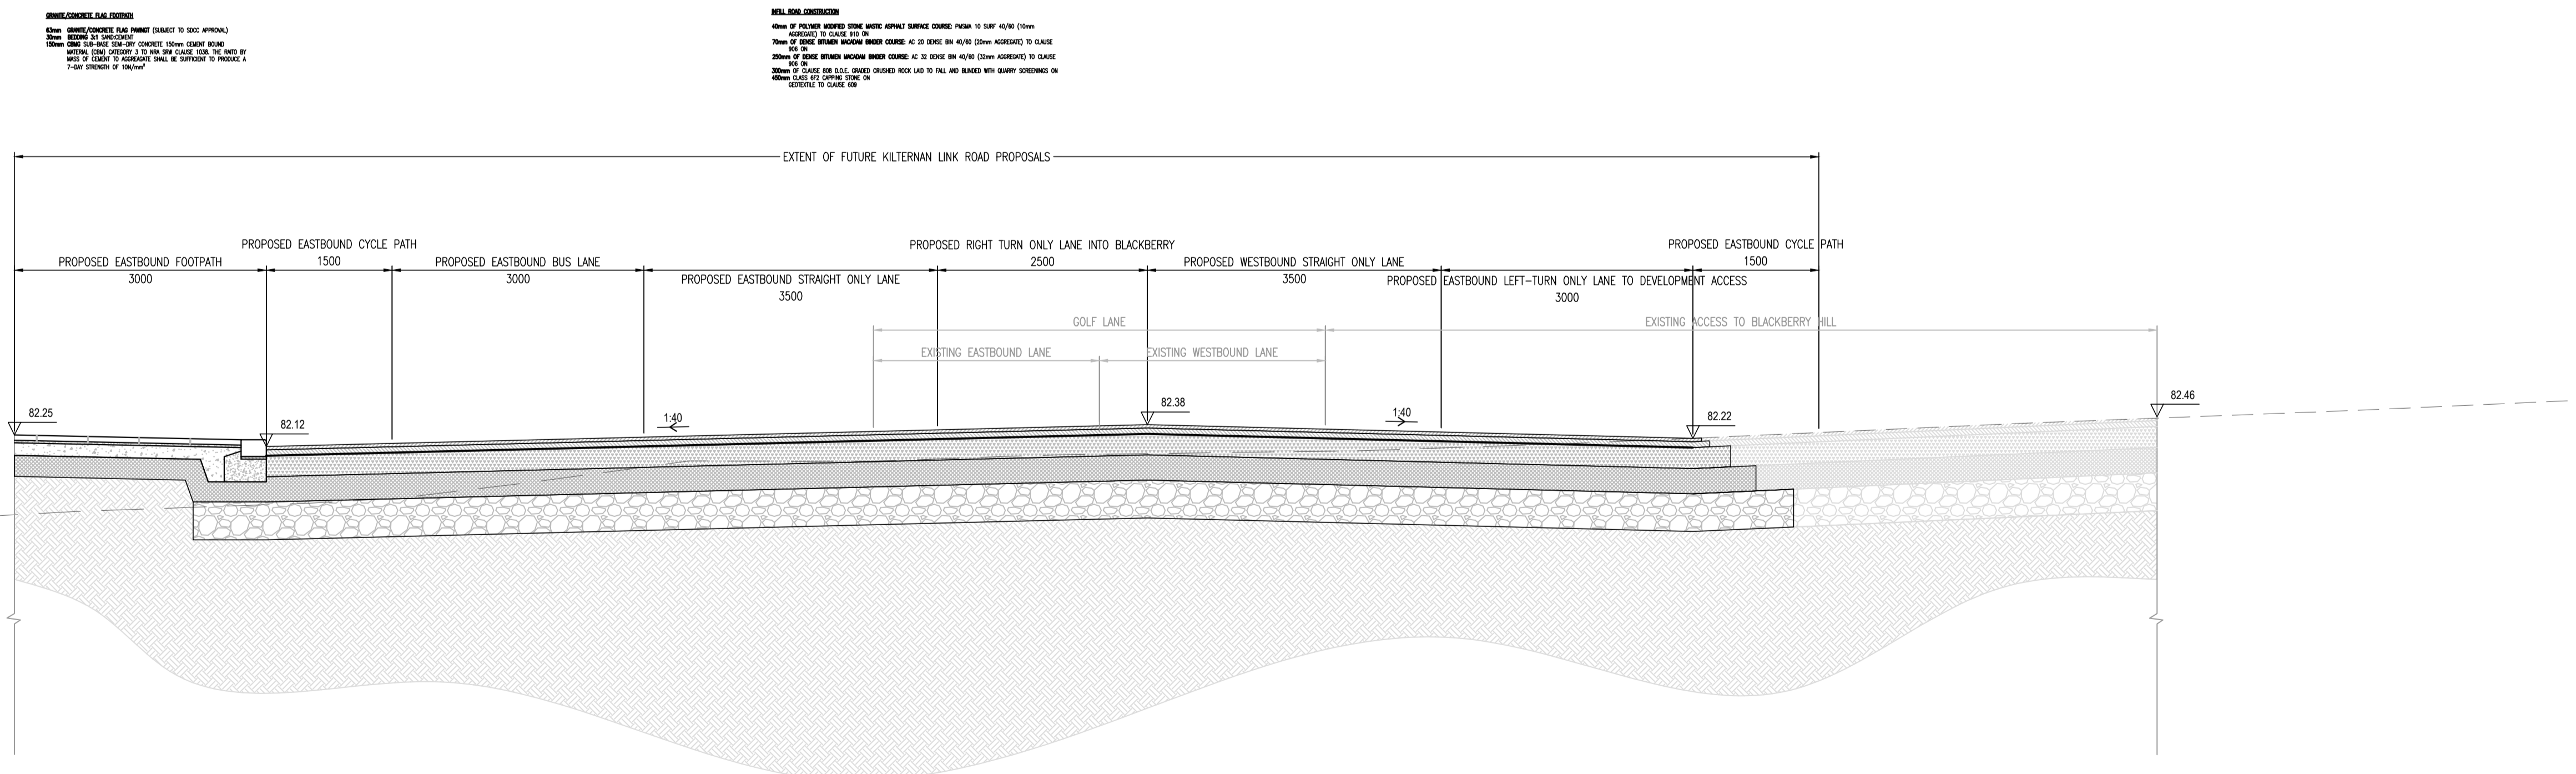 GRANITE/CONCRETE FLAG FOOTPATH
63mm GRANITE/CONCRETE FLAG PAVING (SUBJECT TO SDCC APPROVAL)
30mm BEDDING 3:1 SAND:CEMENT
150mm CBMG SUB-BASE SEMI-DRY CONCRETE 150mm CEMENT BOUND
MATERIAL (CBM) CATEGORY 3 TO NRA SRW CLAUSE 1038. THE RAITO BY
MASS OF CEMENT TO AGGREAGATE SHALL BE SUFFICIENT TO PRODUCE A
7-DAY STRENGTH OF 10N/mm²
INFILL ROAD CONSTRUCTION
40mm OF POLYMER MODIFIED STONE MASTIC ASPHALT SURFACE COURSE: PMSMA 10 SURF 40/60 (10mm
AGGREGATE) TO CLAUSE 910 ON
70mm OF DENSE BITUMEN MACADAM BINDER COURSE: AC 20 DENSE BIN 40/60 (20mm AGGREGATE) TO CLAUSE
906 ON
250mm OF DENSE BITUMEN MACADAM BINDER COURSE: AC 32 DENSE BIN 40/60 (32mm AGGREGATE) TO CLAUSE
906 ON
300mm OF CLAUSE 808 D.O.E. GRADED CRUSHED ROCK LAID TO FALL AND BLINDED WITH QUARRY SCREENINGS ON
450mm CLASS 6F2 CAPPING STONE ON
GEOTEXTILE TO CLAUSE 609
EXTENT OF FUTURE KILTERNAN LINK ROAD PROPOSALS
PROPOSED EASTBOUND FOOTPATH
3000
PROPOSED EASTBOUND CYCLE PATH
1500
PROPOSED EASTBOUND BUS LANE
3000
PROPOSED EASTBOUND STRAIGHT ONLY LANE
3500
PROPOSED RIGHT TURN ONLY LANE INTO BLACKBERRY
2500
PROPOSED WESTBOUND STRAIGHT ONLY LANE
3500
PROPOSED EASTBOUND LEFT-TURN ONLY LANE TO DEVELOPMENT ACCESS
3000
PROPOSED EASTBOUND CYCLE PATH
1500
GOLF LANE
EXISTING ACCESS TO BLACKBERRY HILL
EXISTING EASTBOUND LANE
EXISTING WESTBOUND LANE
82.25
82.12
1:40
82.38
1:40
82.22
82.46